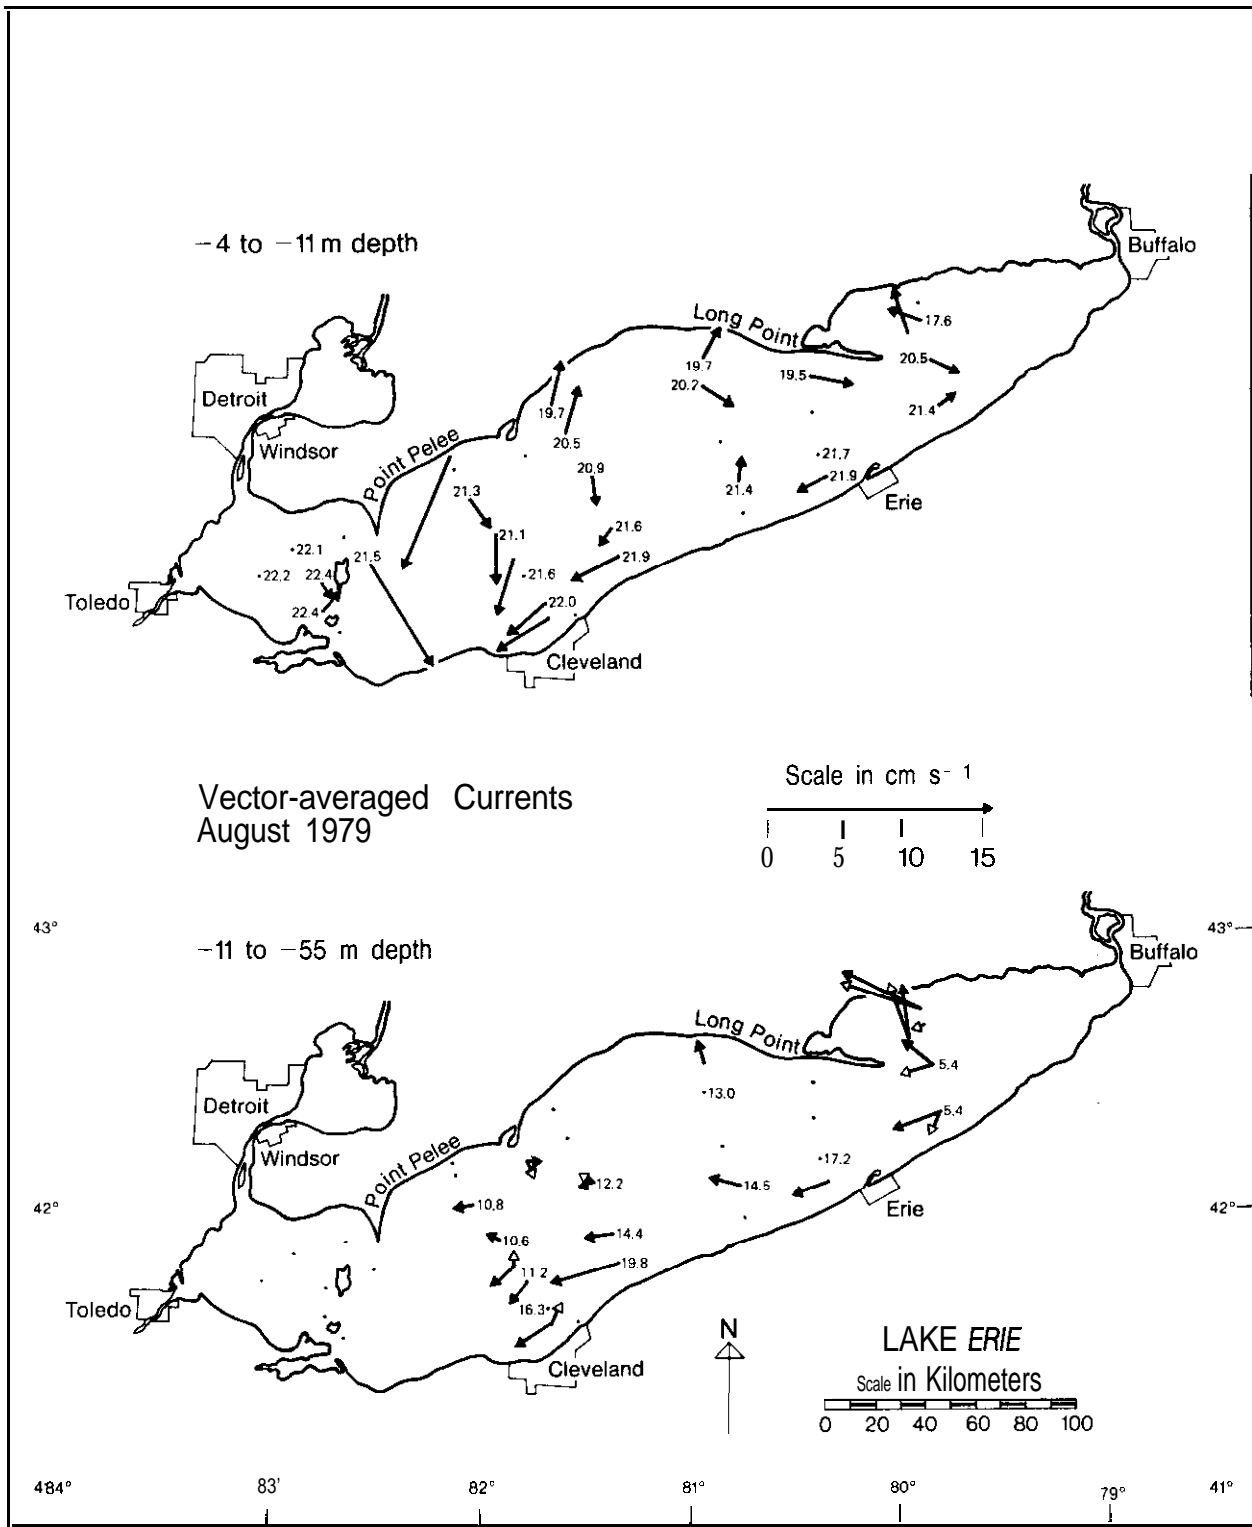 −4 to −11 m depth
Buffalo
Long Point
17.6
20.5
19.7
20.2
19.5
21.4
Detroit
Windsor
Point Pelee
19.7
20.5
20.9
21.3
21.1
21.4
21.7
21.9
Erie
21.6
21.9
22.1
21.5
22.2
22.4
22.4
21.6
22.0
Toledo
Cleveland
Vector-averaged Currents
August 1979
Scale in cm s⁻¹
0 5 10 15
43°
43°
−11 to −55 m depth
Buffalo
Long Point
5.4
13.0
5.4
Detroit
Windsor
Point Pelee
17.2
12.2
14.5
10.8
Erie
42°
42°
10.6
14.4
11.2
19.8
16.3
Toledo
Cleveland
N
LAKE ERIE
Scale in Kilometers
0 20 40 60 80 100
484° 83' 82° 81° 80° 79° 41°